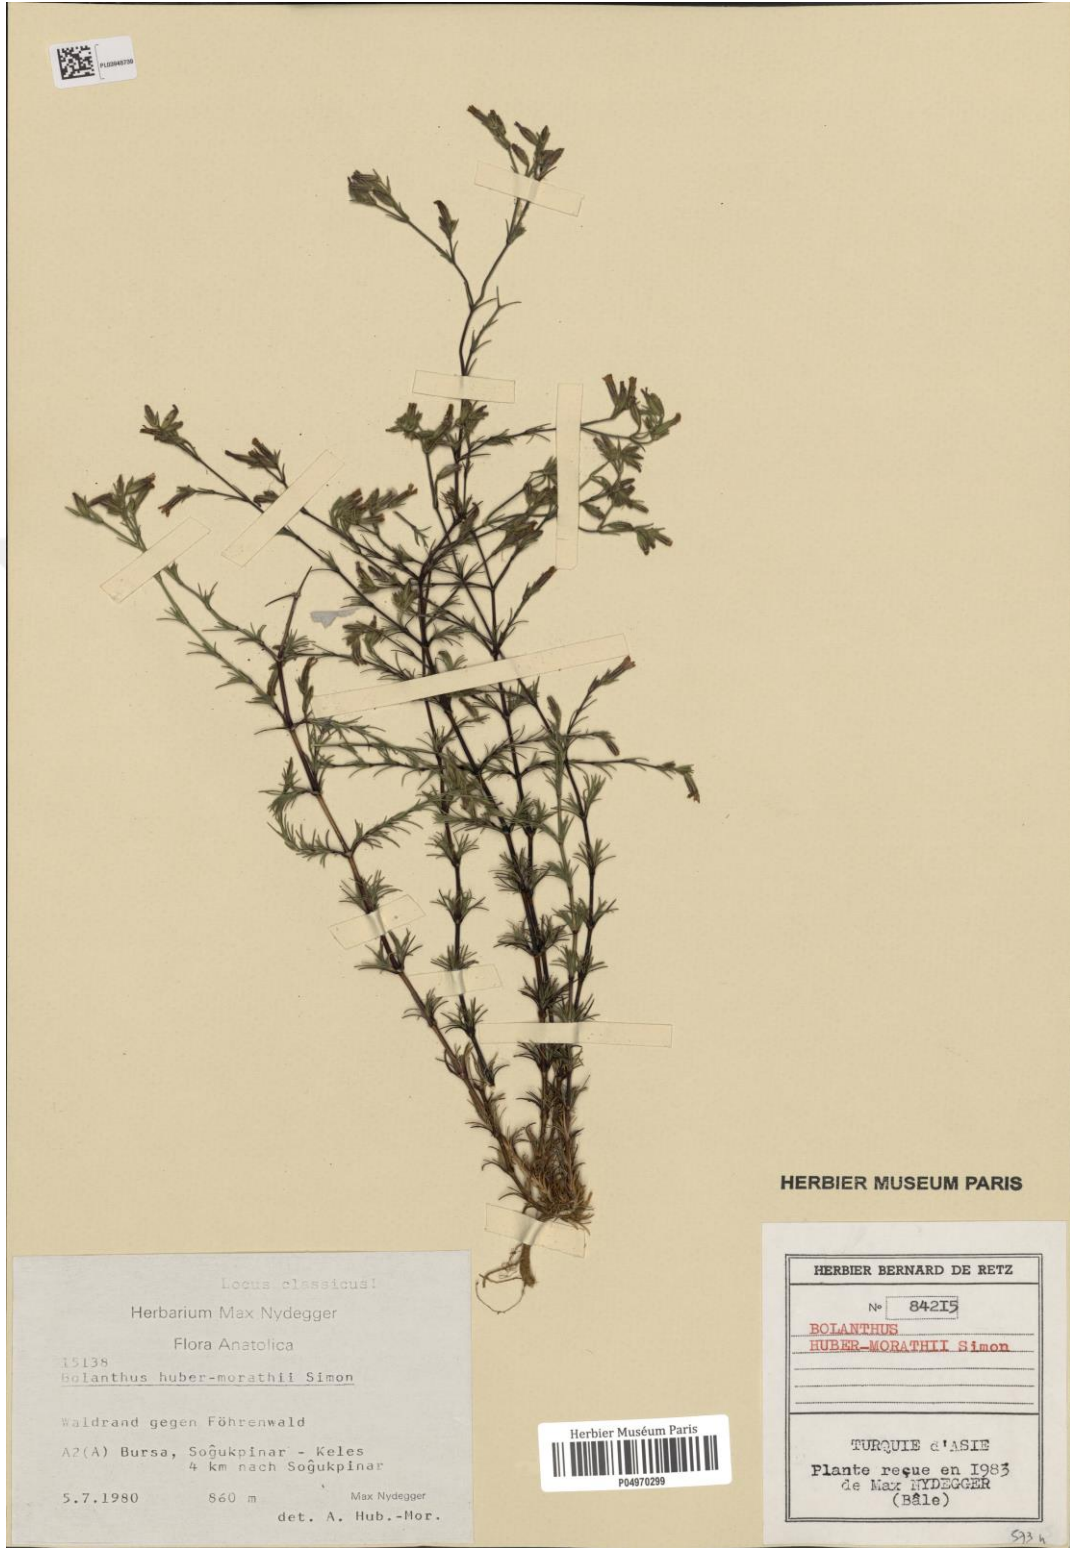 HERBIER MUSEUM PARIS
Locus classicus!
Herbarium Max Nydegger
Flora Anatolica
15138
Bolanthus huber-morathii Simon
Waldrand gegen Föhrenwald
A2(A) Bursa, Soĝukpinar - Keles
4 km nach Soĝukpinar
5.7.1980 860 m Max Nydegger
det. A. Hub.-Mor.
Herbier Muséum Paris
P04970299
HERBIER BERNARD DE RETZ
No 84215
BOLANTHUS
HUBER-MORATHII Simon
TURQUIE d'ASIE
Plante reçue en 1983
de Max NYDEGGER
(Bâle)